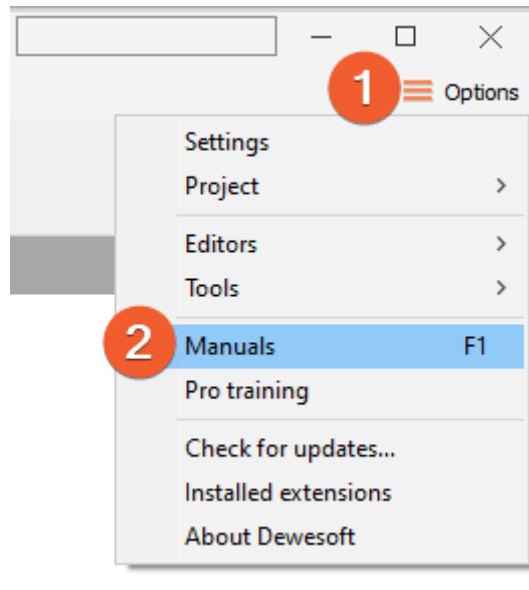 1 Options
Settings
Project
Editors
Tools
2 Manuals F1
Pro training
Check for updates...
Installed extensions
About Dewesoft